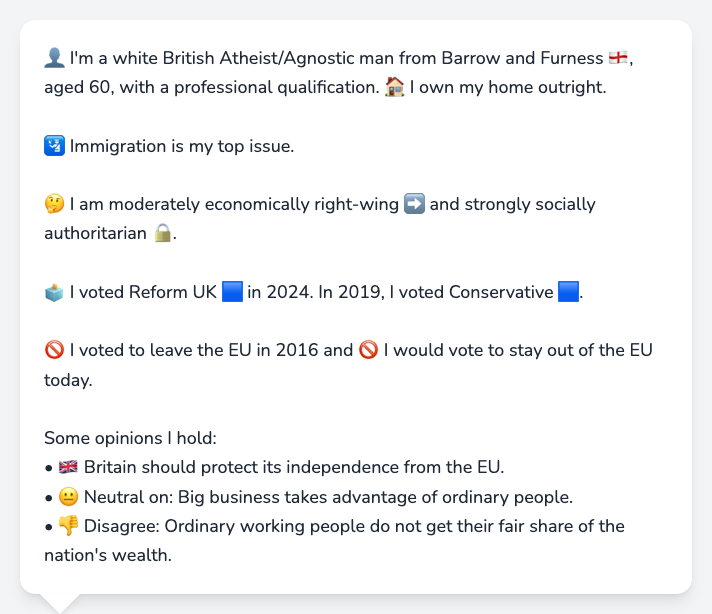 👤 I'm a white British Atheist/Agnostic man from Barrow and Furness 🏴󠁧󠁢󠁥󠁮󠁧󠁿,
aged 60, with a professional qualification. 🏠 I own my home outright.
🛂 Immigration is my top issue.
🤔 I am moderately economically right-wing ➡️ and strongly socially
authoritarian 🔒.
🗳️ I voted Reform UK 🟦 in 2024. In 2019, I voted Conservative 🟦.
🚫 I voted to leave the EU in 2016 and 🚫 I would vote to stay out of the EU
today.
Some opinions I hold:
• 🇬🇧 Britain should protect its independence from the EU.
• 😐 Neutral on: Big business takes advantage of ordinary people.
• 👎 Disagree: Ordinary working people do not get their fair share of the
nation's wealth.